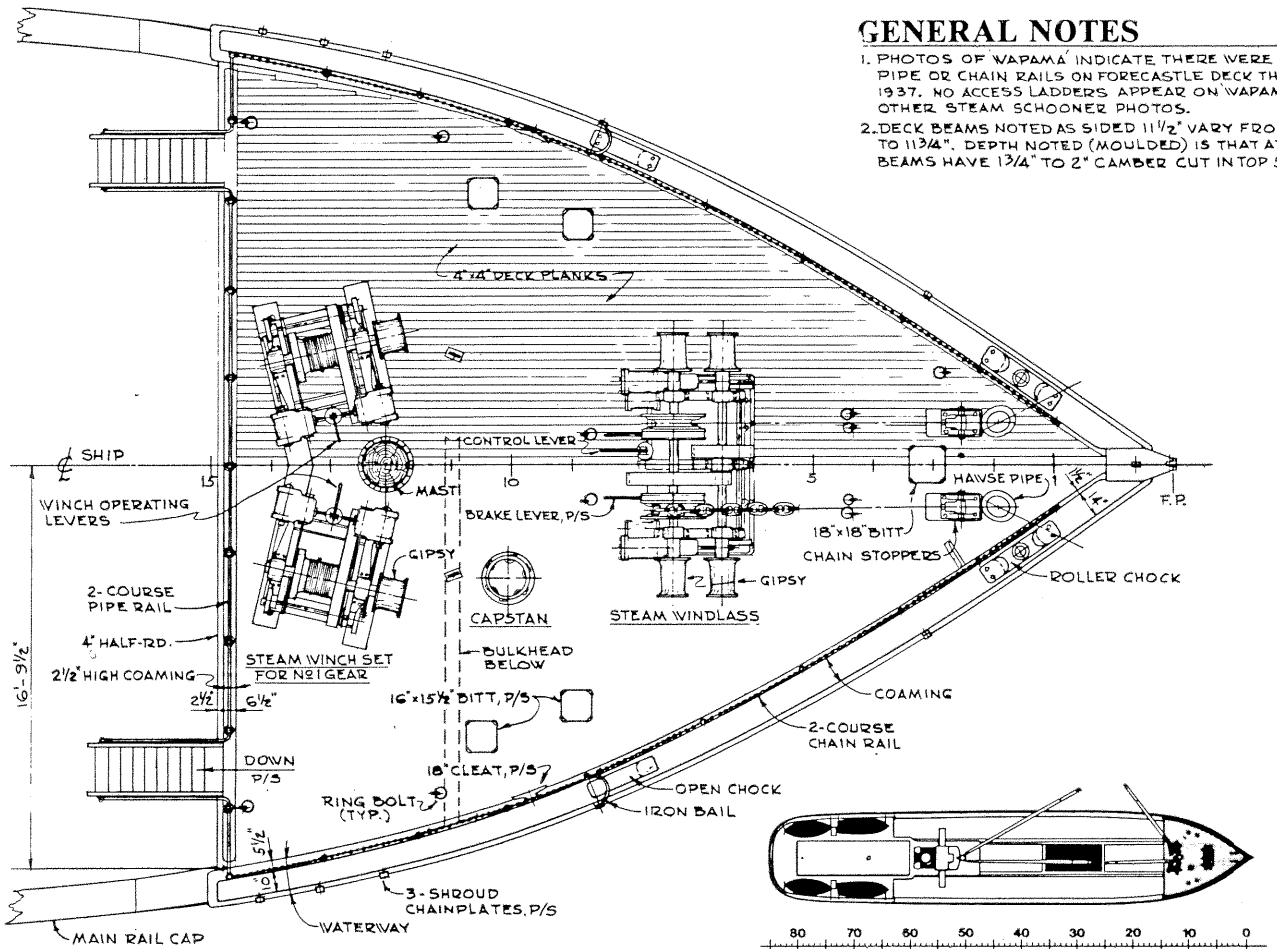 GENERAL NOTES
1. PHOTOS OF 'WAPAMA' INDICATE THERE WERE
PIPE OR CHAIN RAILS ON FORECASTLE DECK
1937. NO ACCESS LADDERS APPEAR ON
OTHER STEAM SCHOONER PHOTOS.
2. DECK BEAMS NOTED AS SIDED 11 1/2" VARY
TO 11 3/4". DEPTH NOTED (MOULDED) IS THAT
BEAMS HAVE 1 3/4" TO 2" CAMBER CUT IN TOP
4"x4" DECK PLANKS
CONTROL LEVER
℄ SHIP
15
10
5
MAST
HAWSE PIPE
1 1/2"
4"
F.P.
WINCH OPERATING
LEVERS
BRAKE LEVER, P/S
18"x18" BITT
CHAIN STOPPERS
GIPSY
GIPSY
ROLLER CHOCK
2-COURSE
PIPE RAIL
CAPSTAN
STEAM WINDLASS
4" HALF-RD.
STEAM WINCH SET
FOR No1 GEAR
BULKHEAD
BELOW
2 1/2" HIGH COAMING
2 1/2"
6 1/2"
16'-9 1/2"
16"x15 1/2" BITT, P/S
COAMING
2-COURSE
CHAIN RAIL
DOWN
P/S
18" CLEAT, P/S
RING BOLT
(TYP.)
OPEN CHOCK
IRON BAIL
5 1/2"
10"
3-SHROUD
CHAINPLATES, P/S
WATERWAY
MAIN RAIL CAP
80 70 60 50 40 30 20 10 0